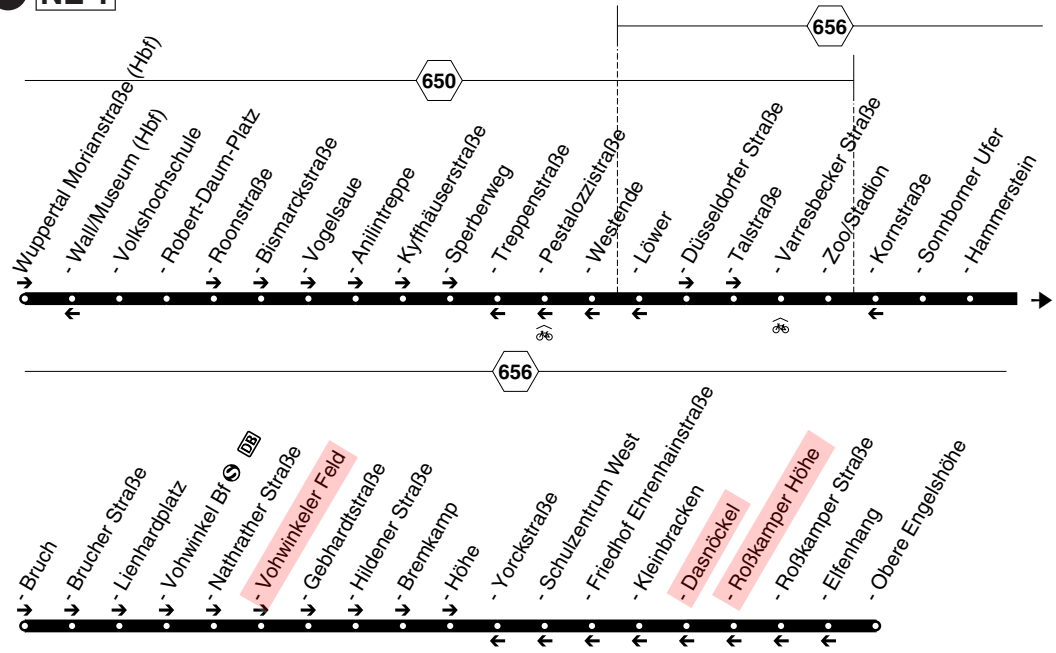 NE 4
656
650
Wuppertal Morianstraße (Hbf)
- Wall/Museum (Hbf)
- Volkshochschule
- Robert-Daum-Platz
- Roonstraße
- Bismarckstraße
- Vogelsaue
- Anilintreppe
- Kyffhäuserstraße
- Sperberweg
- Treppenstraße
- Pestalozzistraße
- Westende
- Löwer
- Düsseldorfer Straße
- Talstraße
- Varresbecker Straße
- Zoo/Stadion
- Kornstraße
- Sonnborner Ufer
- Hammerstein
656
- Bruch
- Brucher Straße
- Lienhardplatz
- Vohwinkel Bf S DB
- Nathrather Straße
- Vohwinkeler Feld
- Gebhardtstraße
- Hildener Straße
- Bremkamp
- Höhe
- Yorckstraße
- Schulzentrum West
- Friedhof Ehrenhainstraße
- Kleinbracken
- Dasnöckel
- Roßkamper Höhe
- Roßkamper Straße
- Elfenhang
- Obere Engelshöhe